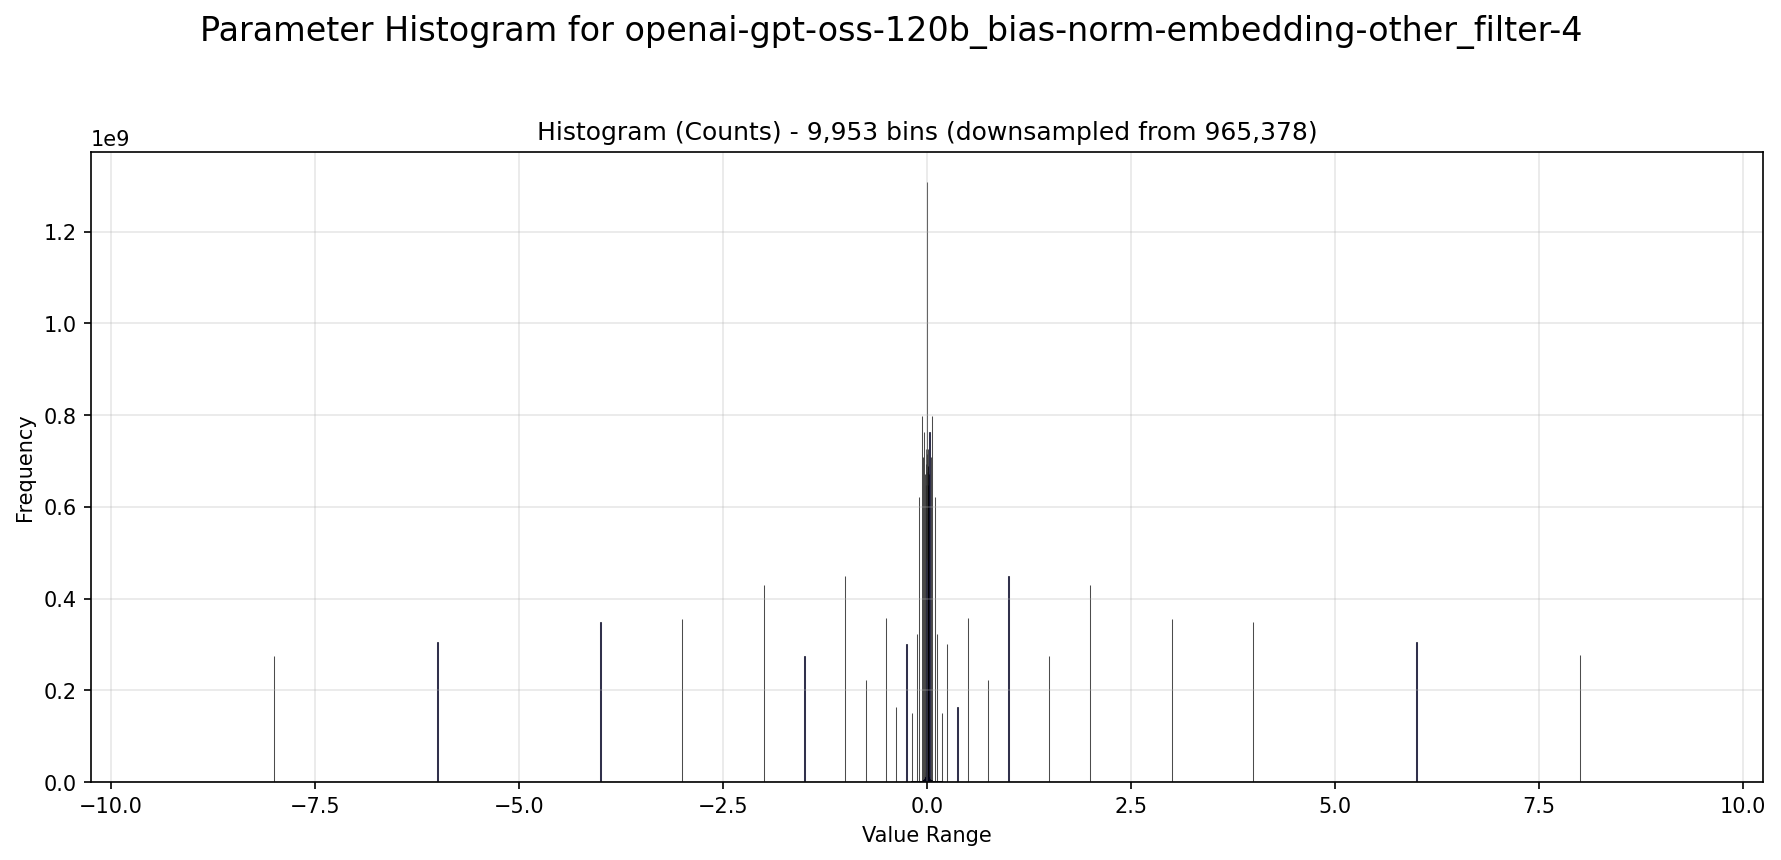 Parameter Histogram for openai-gpt-oss-120b_bias-norm-embedding-other_filter-4
Histogram (Counts) - 9,953 bins (downsampled from 965,378)
1e9
1.2
1.0
0.8
0.6
0.4
0.2
0.0
Frequency
−10.0 −7.5 −5.0 −2.5 0.0 2.5 5.0 7.5 10.0
Value Range